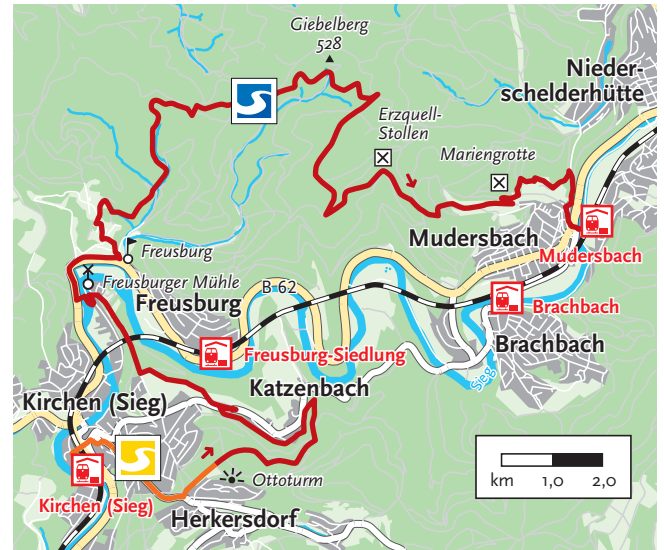 Giebelberg
528
Nieder-
schelderhütte
Erzquell-
Stollen
Mariengrotte
Mudersbach
Mudersbach
Freusburg
Freusburger Mühle
Freusburg
B 62
Brachbach
Freusburg-Siedlung
Brachbach
Sieg
Katzenbach
Kirchen (Sieg)
Ottoturm
Kirchen (Sieg)
Herkersdorf
km 1,0 2,0